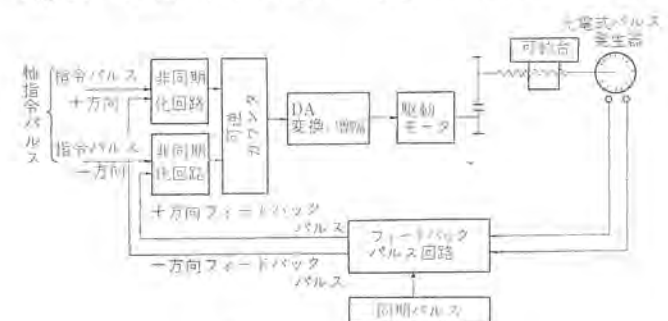 光電式パルス
発生器
可動台
軸指令パルス
指令パルス
+方向
非同期
化回路
指令パルス
一方向
非同期
化回路
可逆
カウンタ
DA
変換,増幅
駆動
モータ
+方向フィードバック
パルス
一方向フィードバック
パルス
フィードバック
パルス回路
同期パルス